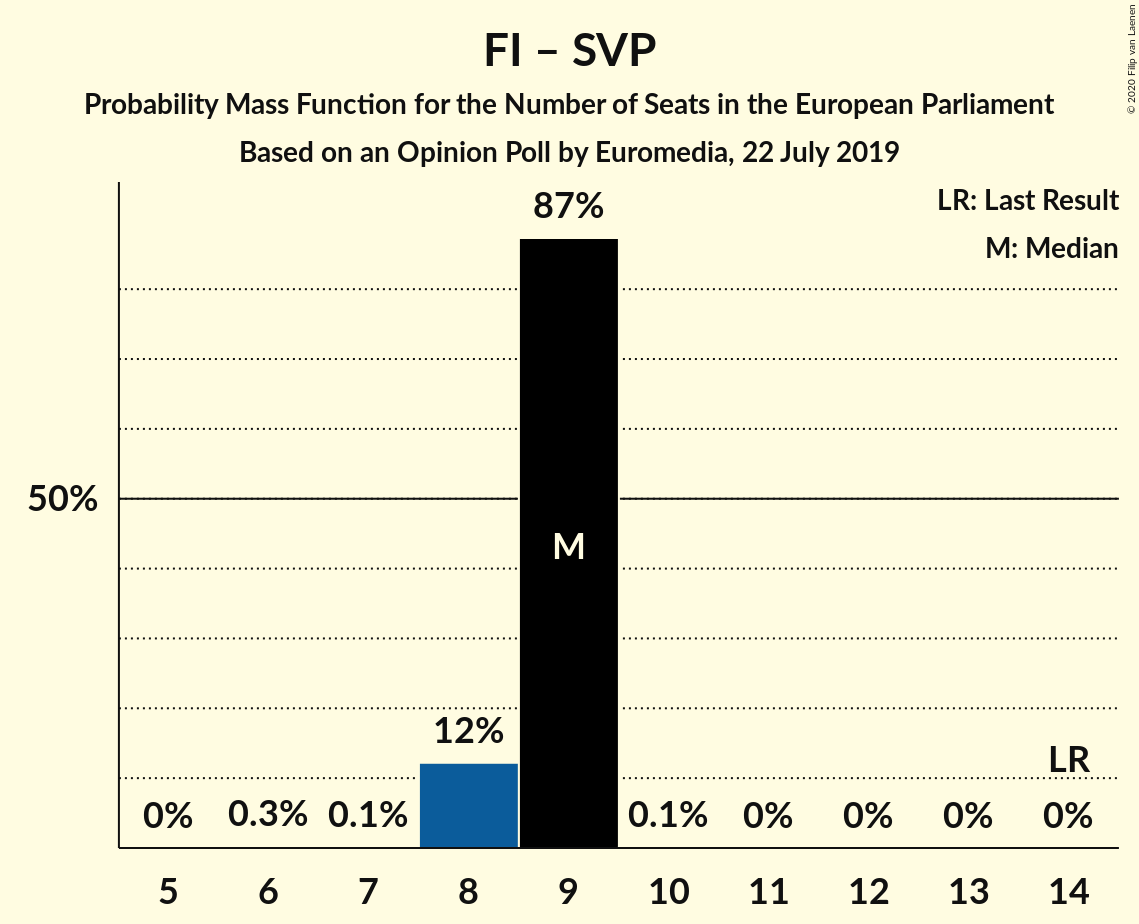 FI – SVP
Probability Mass Function for the Number of Seats in the European Parliament
Based on an Opinion Poll by Euromedia, 22 July 2019
© 2020 Filip van Laenen
LR: Last Result
M: Median
87%
50%
M
12%
LR
0% 0.3% 0.1% 0.1% 0% 0% 0% 0%
5 6 7 8 9 10 11 12 13 14